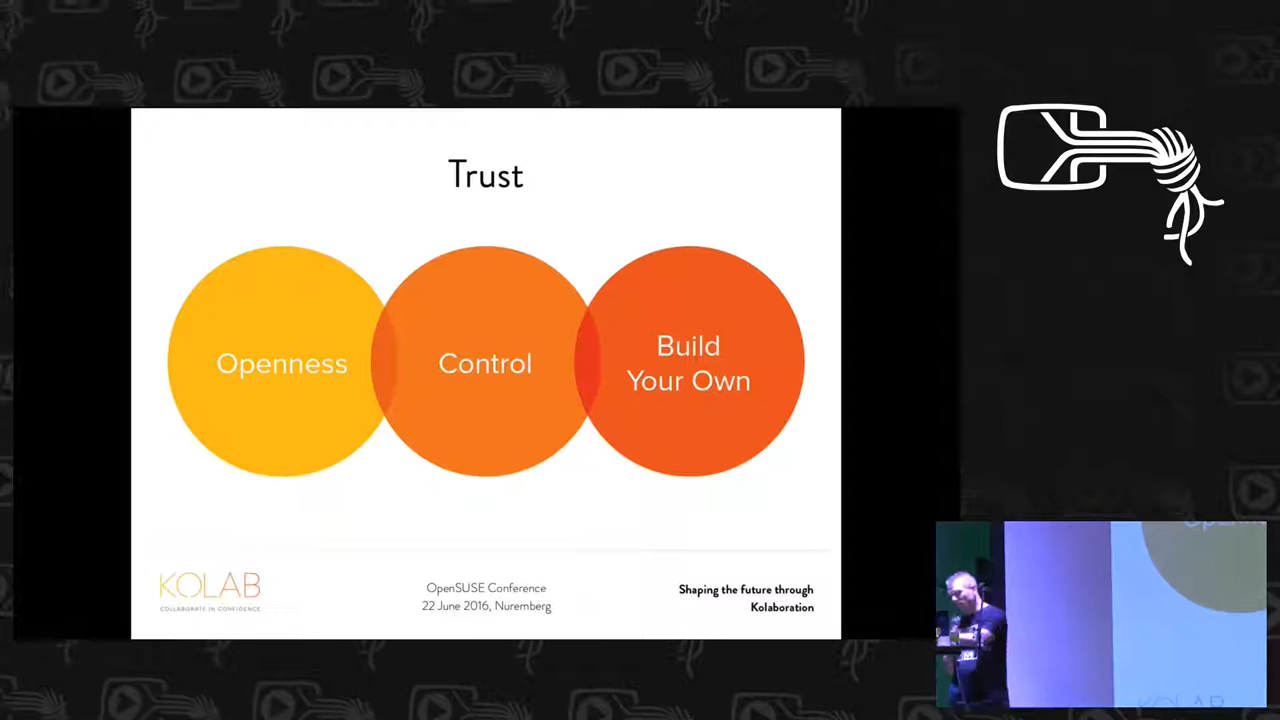 Trust
Openness
Control
Build
Your Own
KOLAB
COLLABORATE IN CONFIDENCE
OpenSUSE Conference
22 June 2016, Nuremberg
Shaping the future through
Kolaboration
KOLAB